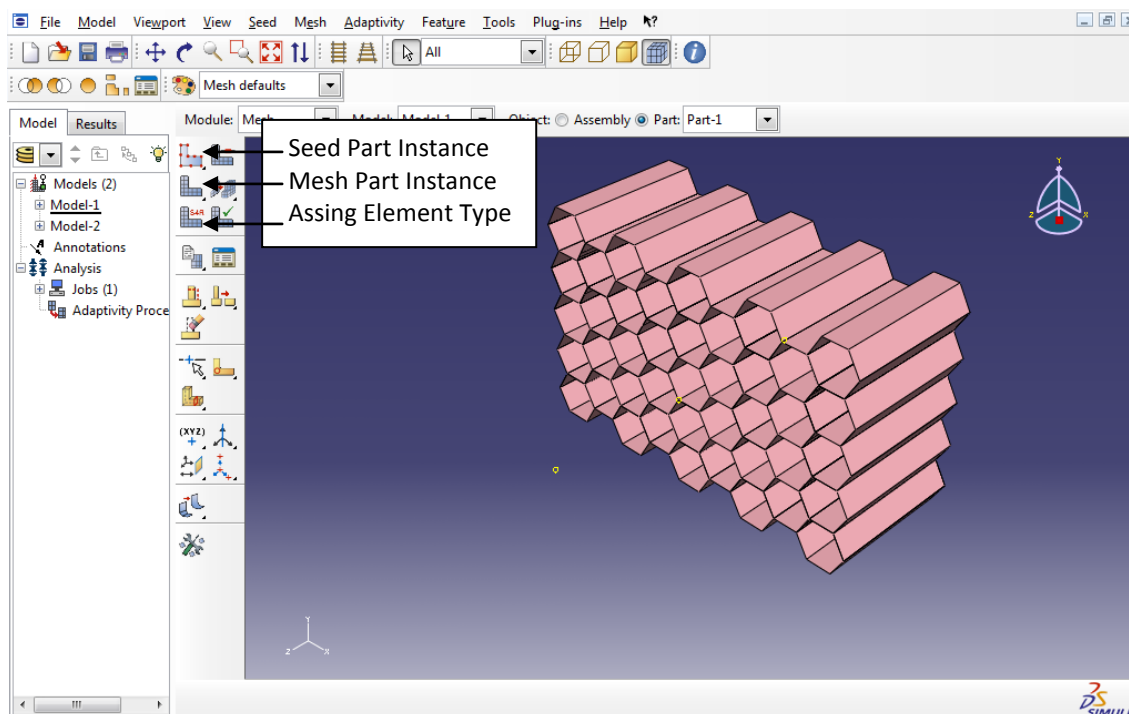 File Model Viewport View Seed Mesh Adaptivity Feature Tools Plug-ins Help
All
Mesh defaults
Model Results
Module: Model: Model-1 Object: Assembly Part: Part-1
Seed Part Instance
Mesh Part Instance
Assing Element Type
Models (2)
Model-1
Model-2
Annotations
Analysis
Jobs (1)
Adaptivity Proce
S4R
(XYZ)
Y
Z X
Y
Z X
SIMULI